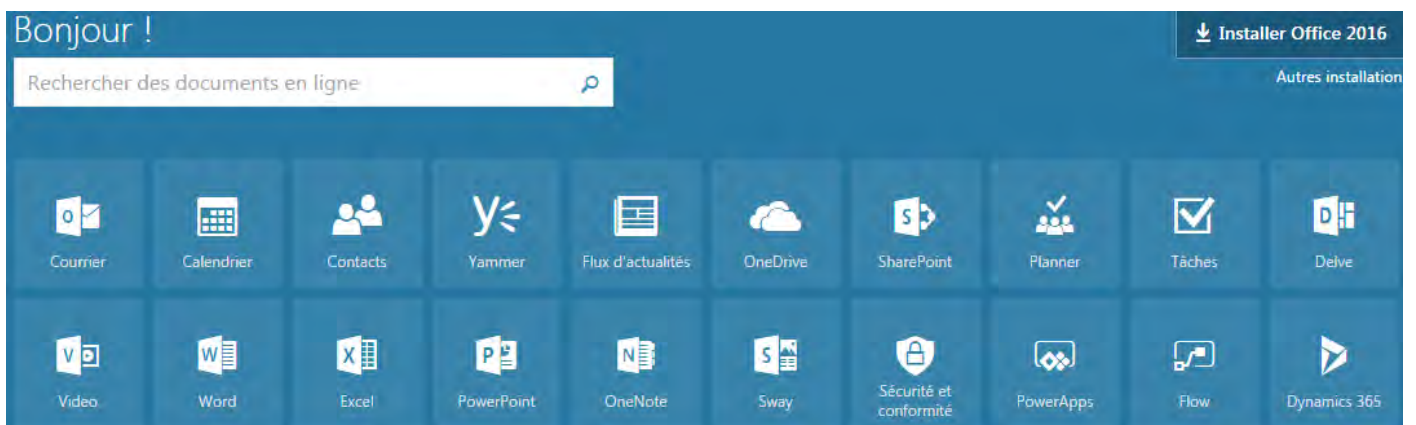 Bonjour !
Installer Office 2016
Rechercher des documents en ligne
Autres installation
Courrier
Calendrier
Contacts
Yammer
Flux d'actualités
OneDrive
SharePoint
Planner
Tâches
Delve
Video
Word
Excel
PowerPoint
OneNote
Sway
Sécurité et
conformité
PowerApps
Flow
Dynamics 365